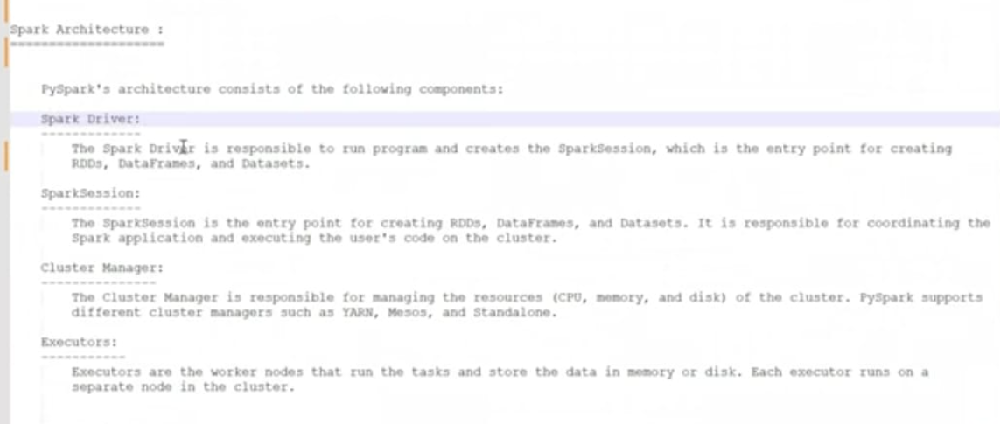 Spark Architecture :
====================
PySpark's architecture consists of the following components:
Spark Driver:
-------------
The Spark Driver is responsible to run program and creates the SparkSession, which is the entry point for creating
RDDs, DataFrames, and Datasets.
SparkSession:
-------------
The SparkSession is the entry point for creating RDDs, DataFrames, and Datasets. It is responsible for coordinating the
Spark application and executing the user's code on the cluster.
Cluster Manager:
---------------
The Cluster Manager is responsible for managing the resources (CPU, memory, and disk) of the cluster. PySpark supports
different cluster managers such as YARN, Mesos, and Standalone.
Executors:
-----------
Executors are the worker nodes that run the tasks and store the data in memory or disk. Each executor runs on a
separate node in the cluster.